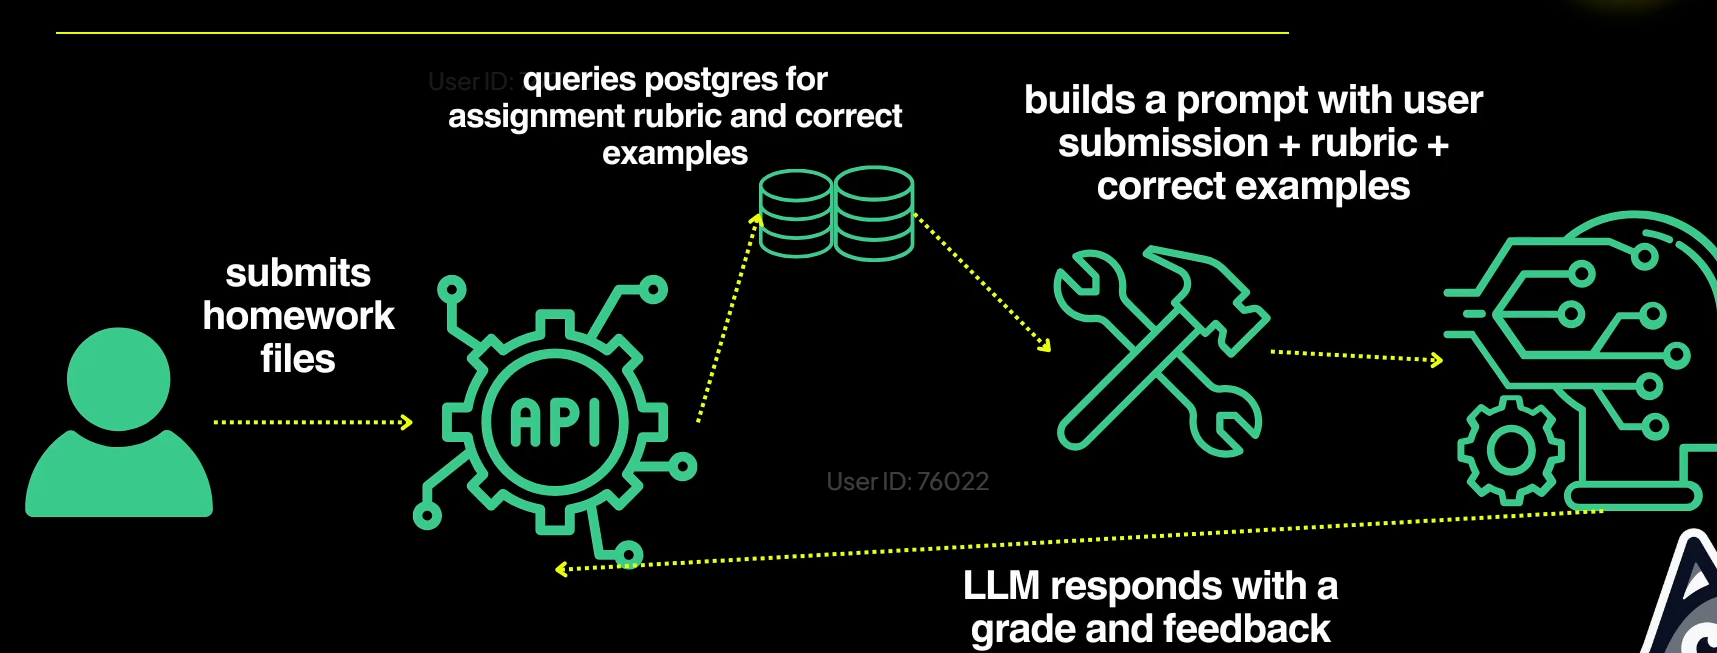 User ID: 7
queries postgres for
assignment rubric and correct
examples
builds a prompt with user
submission + rubric +
correct examples
submits
homework
files
API
User ID: 76022
LLM responds with a
grade and feedback